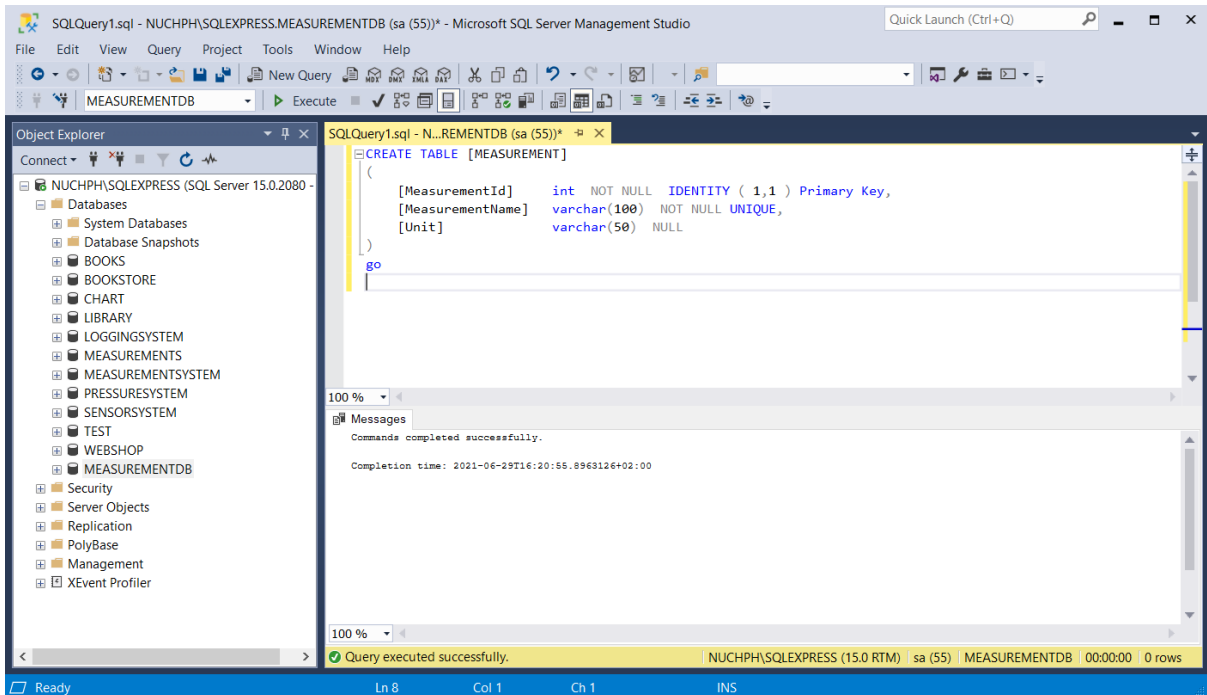 SQLQuery1.sql - NUCHPH\SQLEXPRESS.MEASUREMENTDB (sa (55))* - Microsoft SQL Server Management Studio
Quick Launch (Ctrl+Q)
File Edit View Query Project Tools Window Help
New Query
MDX DMX XMLA DAX
MEASUREMENTDB
Execute
Object Explorer
Connect
NUCHPH\SQLEXPRESS (SQL Server 15.0.2080 -
Databases
System Databases
Database Snapshots
BOOKS
BOOKSTORE
CHART
LIBRARY
LOGGINGSYSTEM
MEASUREMENTS
MEASUREMENTSYSTEM
PRESSURESYSTEM
SENSORSYSTEM
TEST
WEBSHOP
MEASUREMENTDB
Security
Server Objects
Replication
PolyBase
Management
XEvent Profiler
SQLQuery1.sql - N...REMENTDB (sa (55))*
CREATE TABLE [MEASUREMENT]
(
[MeasurementId] int NOT NULL IDENTITY ( 1,1 ) Primary Key,
[MeasurementName] varchar(100) NOT NULL UNIQUE,
[Unit] varchar(50) NULL
)
go
100 %
Messages
Commands completed successfully.
Completion time: 2021-06-29T16:20:55.8963126+02:00
100 %
Query executed successfully.
NUCHPH\SQLEXPRESS (15.0 RTM) sa (55) MEASUREMENTDB 00:00:00 0 rows
Ready Ln 8 Col 1 Ch 1 INS